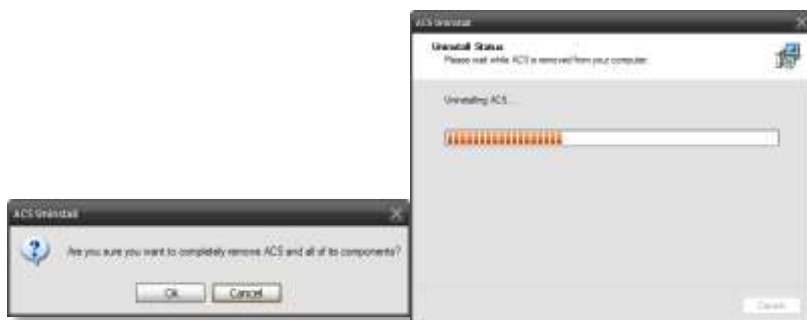 ACS Uninstall
Are you sure you want to completely remove ACS and all of its components?
Ok
Cancel
ACS Uninstall
Uninstall Status
Please wait while ACS is removed from your computer.
Uninstalling ACS...
Cancel